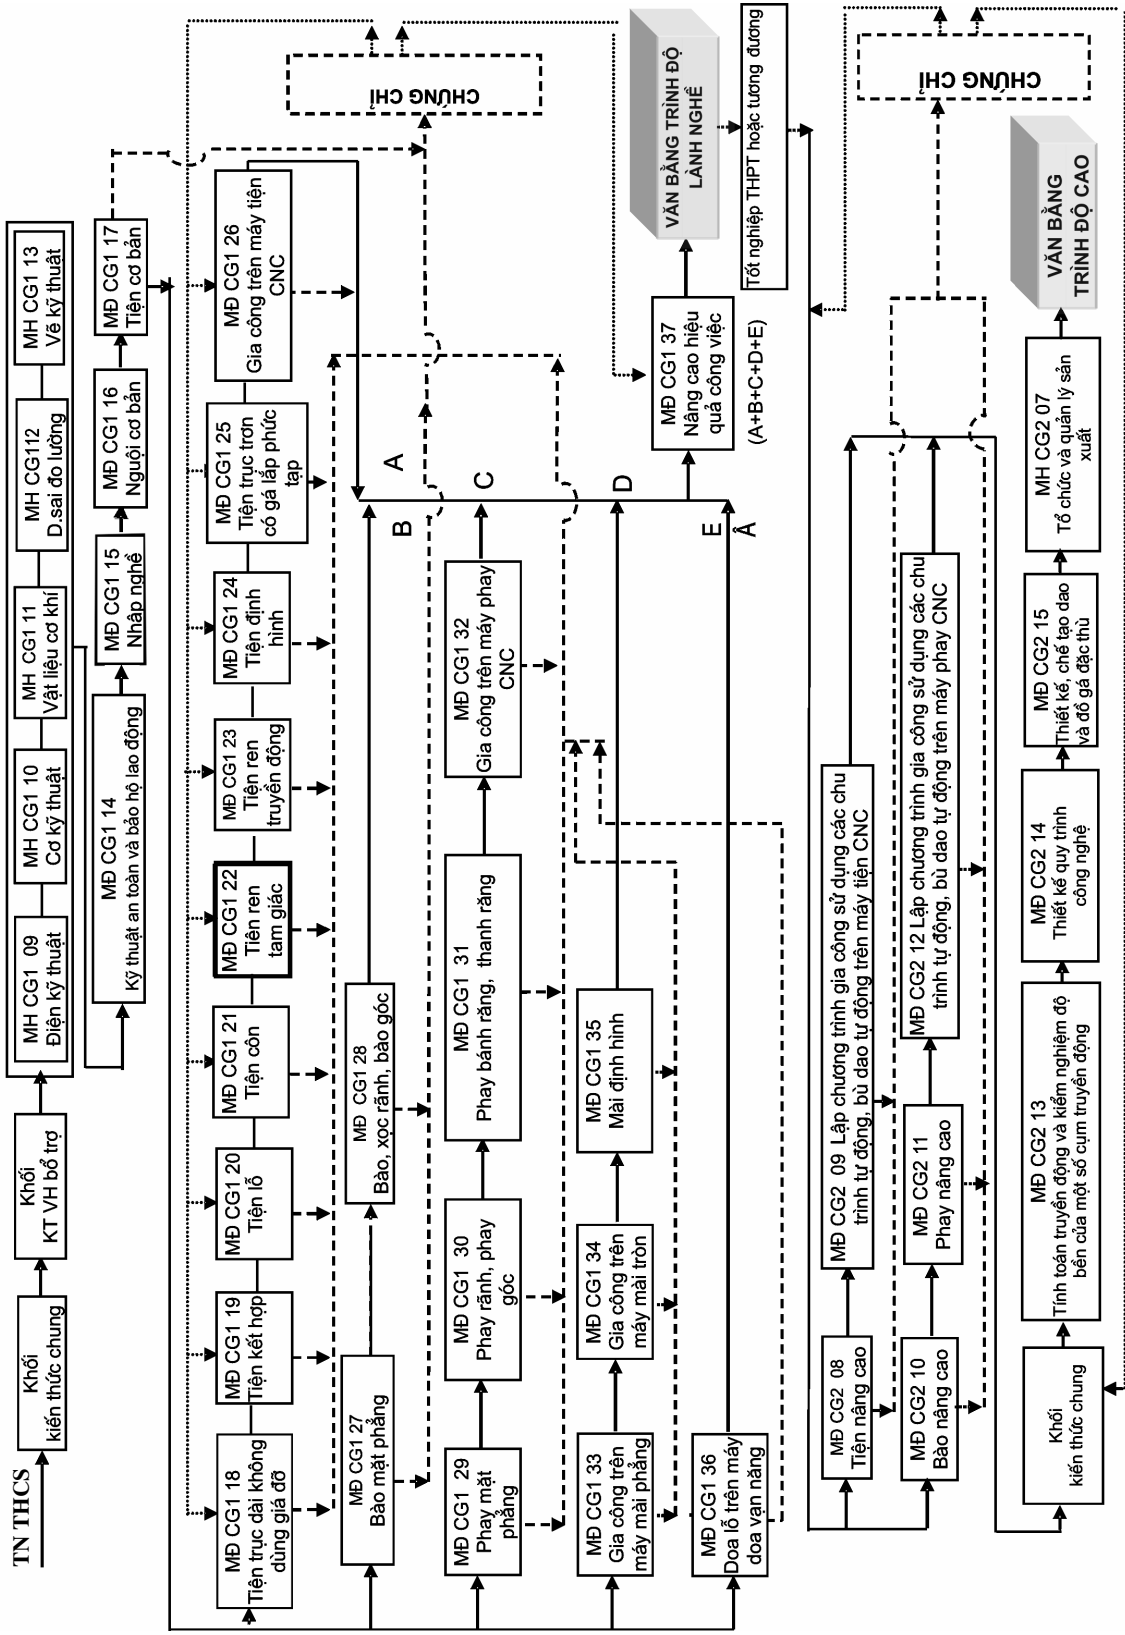 TN THCS
Khối
kiến thức chung
Khối
KT VH bổ trợ
MH CG1 09
Điện kỹ thuật
MH CG1 10
Cơ kỹ thuật
MH CG1 11
Vật liệu cơ khí
MH CG112
D.sai đo lường
MH CG1 13
Vẽ kỹ thuật
MĐ CG1 14
Kỹ thuật an toàn và bảo hộ lao động
MĐ CG1 15
Nhập nghề
MĐ CG1 16
Nguội cơ bản
MĐ CG1 17
Tiện cơ bản
MĐ CG1 18
Tiện trục dài không
dùng giá đỡ
MĐ CG1 19
Tiện kết hợp
MĐ CG1 20
Tiện lỗ
MĐ CG1 21
Tiện côn
MĐ CG1 22
Tiên ren
tam giác
MĐ CG1 23
Tiện ren
truyền động
MĐ CG1 24
Tiện định
hình
MĐ CG1 25
Tiện trục trơn
có gá lắp phức
tạp
MĐ CG1 26
Gia công trên máy tiện
CNC
CHỨNG CHỈ
MĐ CG1 27
Bào mặt phẳng
MĐ CG1 28
Bào, xọc rãnh, bào góc
A
B
MĐ CG1 29
Phay mặt
phẳng
MĐ CG1 30
Phay rãnh, phay
góc
MĐ CG1 31
Phay bánh răng, thanh răng
MĐ CG1 32
Gia công trên máy phay
CNC
C
MĐ CG1 33
Gia công trên
máy mài phẳng
MĐ CG1 34
Gia công trên
máy mài tròn
MĐ CG1 35
Mài định hình
D
MĐ CG1 36
Doa lỗ trên máy
doa vạn năng
E
Â
MĐ CG1 37
Nâng cao hiệu
quả công việc
(A+B+C+D+E)
VĂN BẰNG TRÌNH ĐỘ
LÀNH NGHỀ
Tốt nghiệp THPT hoặc tương đương
MĐ CG2 08
Tiện nâng cao
MĐ CG2 09 Lập chương trình gia công sử dụng các chu
trình tự động, bù dao tự động trên máy tiện CNC
MĐ CG2 10
Bào nâng cao
MĐ CG2 11
Phay nâng cao
MĐ CG2 12 Lập chương trình gia công sử dụng các chu
trình tự động, bù dao tự động trên máy phay CNC
CHỨNG CHỈ
Khối
kiến thức chung
MĐ CG2 13
Tính toán truyền động và kiểm nghiệm độ
bền của một số cụm truyền động
MĐ CG2 14
Thiết kế quy trình
công nghệ
MĐ CG2 15
Thiết kế, chế tạo dao
và đồ gá đặc thù
MH CG2 07
Tổ chức và quản lý sản
xuất
VĂN BẰNG
TRÌNH ĐỘ CAO